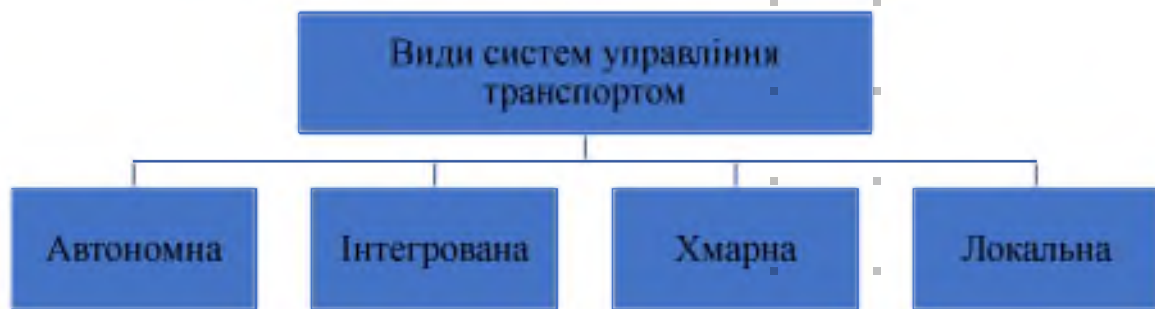 Види систем управління
транспортом
Автономна
Інтегрована
Хмарна
Локальна